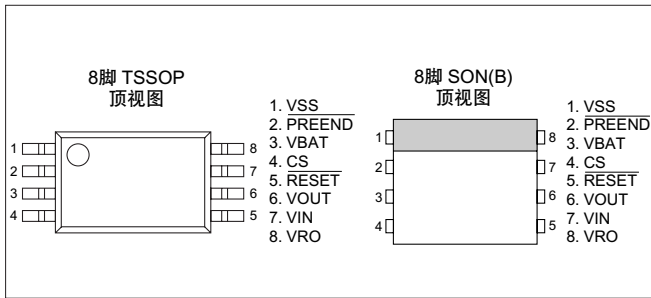 8脚 TSSOP
顶视图
1
2
3
4
8
7
6
5
1. VSS
2. PREEND
3. VBAT
4. CS
5. RESET
6. VOUT
7. VIN
8. VRO
8脚 SON(B)
顶视图
1
2
3
4
8
7
6
5
1. VSS
2. PREEND
3. VBAT
4. CS
5. RESET
6. VOUT
7. VIN
8. VRO